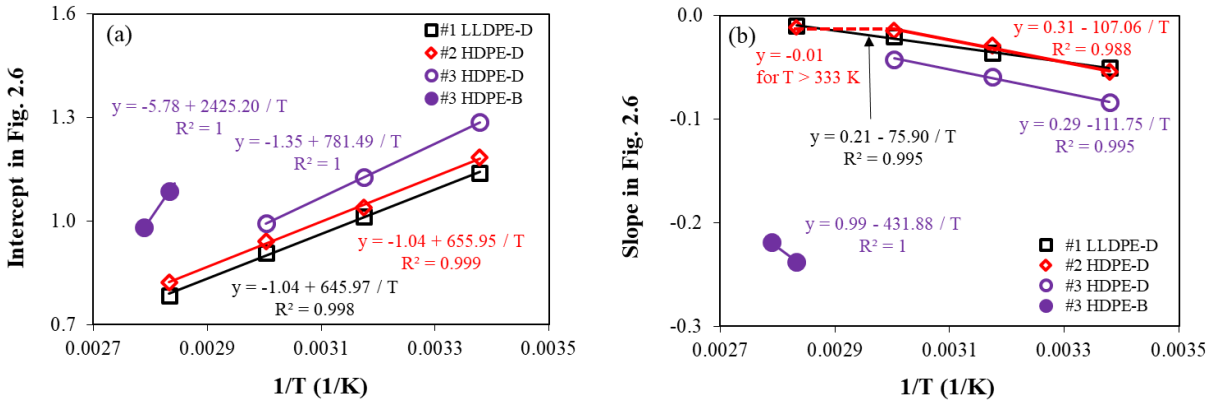 (a)
#1 LLDPE-D
#2 HDPE-D
#3 HDPE-D
#3 HDPE-B
y = -5.78 + 2425.20 / T
R² = 1
y = -1.35 + 781.49 / T
R² = 1
y = -1.04 + 655.95 / T
R² = 0.999
y = -1.04 + 645.97 / T
R² = 0.998
Intercept in Fig. 2.6
1.6
1.3
1.0
0.7
0.0027
0.0029
0.0031
0.0033
0.0035
1/T (1/K)
(b)
y = 0.31 - 107.06 / T
R² = 0.988
y = -0.01
for T > 333 K
y = 0.21 - 75.90 / T
R² = 0.995
y = 0.29 -111.75 / T
R² = 0.995
y = 0.99 - 431.88 / T
R² = 1
#1 LLDPE-D
#2 HDPE-D
#3 HDPE-D
#3 HDPE-B
Slope in Fig. 2.6
0.0
-0.1
-0.2
-0.3
0.0027
0.0029
0.0031
0.0033
0.0035
1/T (1/K)